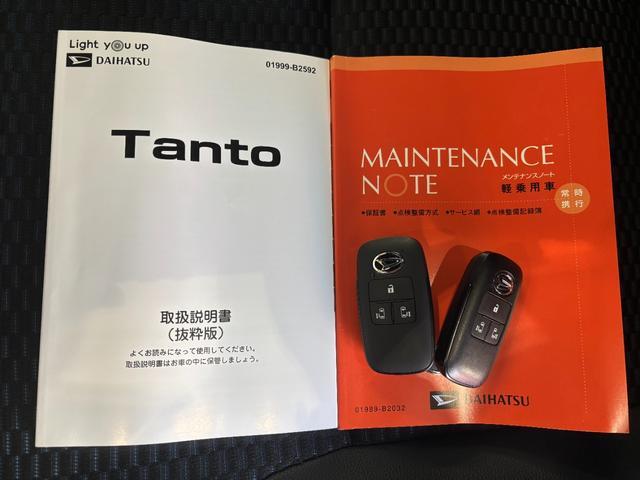 Light you up
DAIHATSU
01999-B2592
Tanto
取扱説明書
(抜粋版)
よくお読みになって使用してください。
取扱説明書はお車の中に保管しましょう。
MAINTENANCE
NOTE
メンテナンスノート
軽乗用車
常時
携行
●保証書 ●点検整備方式 ●サービス網 ●点検整備記録簿
DAIHATSU
01989-B2032